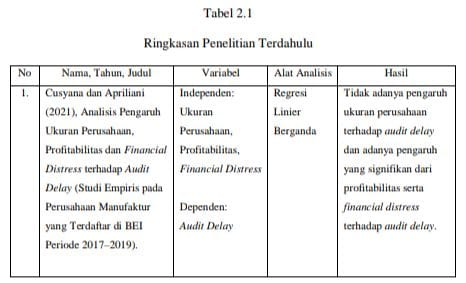 Tabel 2.1
Ringkasan Penelitian Terdahulu
No
Nama, Tahun, Judul
Variabel
Alat Analisis
Hasil
1.
Cusyana dan Apriliani
(2021), Analisis Pengaruh
Ukuran Perusahaan,
Profitabilitas dan Financial
Distress terhadap Audit
Delay (Studi Empiris pada
Perusahaan Manufaktur
yang Terdaftar di BEI
Periode 2017–2019).
Independen:
Ukuran
Perusahaan,
Profitabilitas,
Financial Distress
Dependen:
Audit Delay
Regresi
Linier
Berganda
Tidak adanya pengaruh
ukuran perusahaan
terhadap audit delay
dan adanya pengaruh
yang signifikan dari
profitabilitas serta
financial distress
terhadap audit delay.